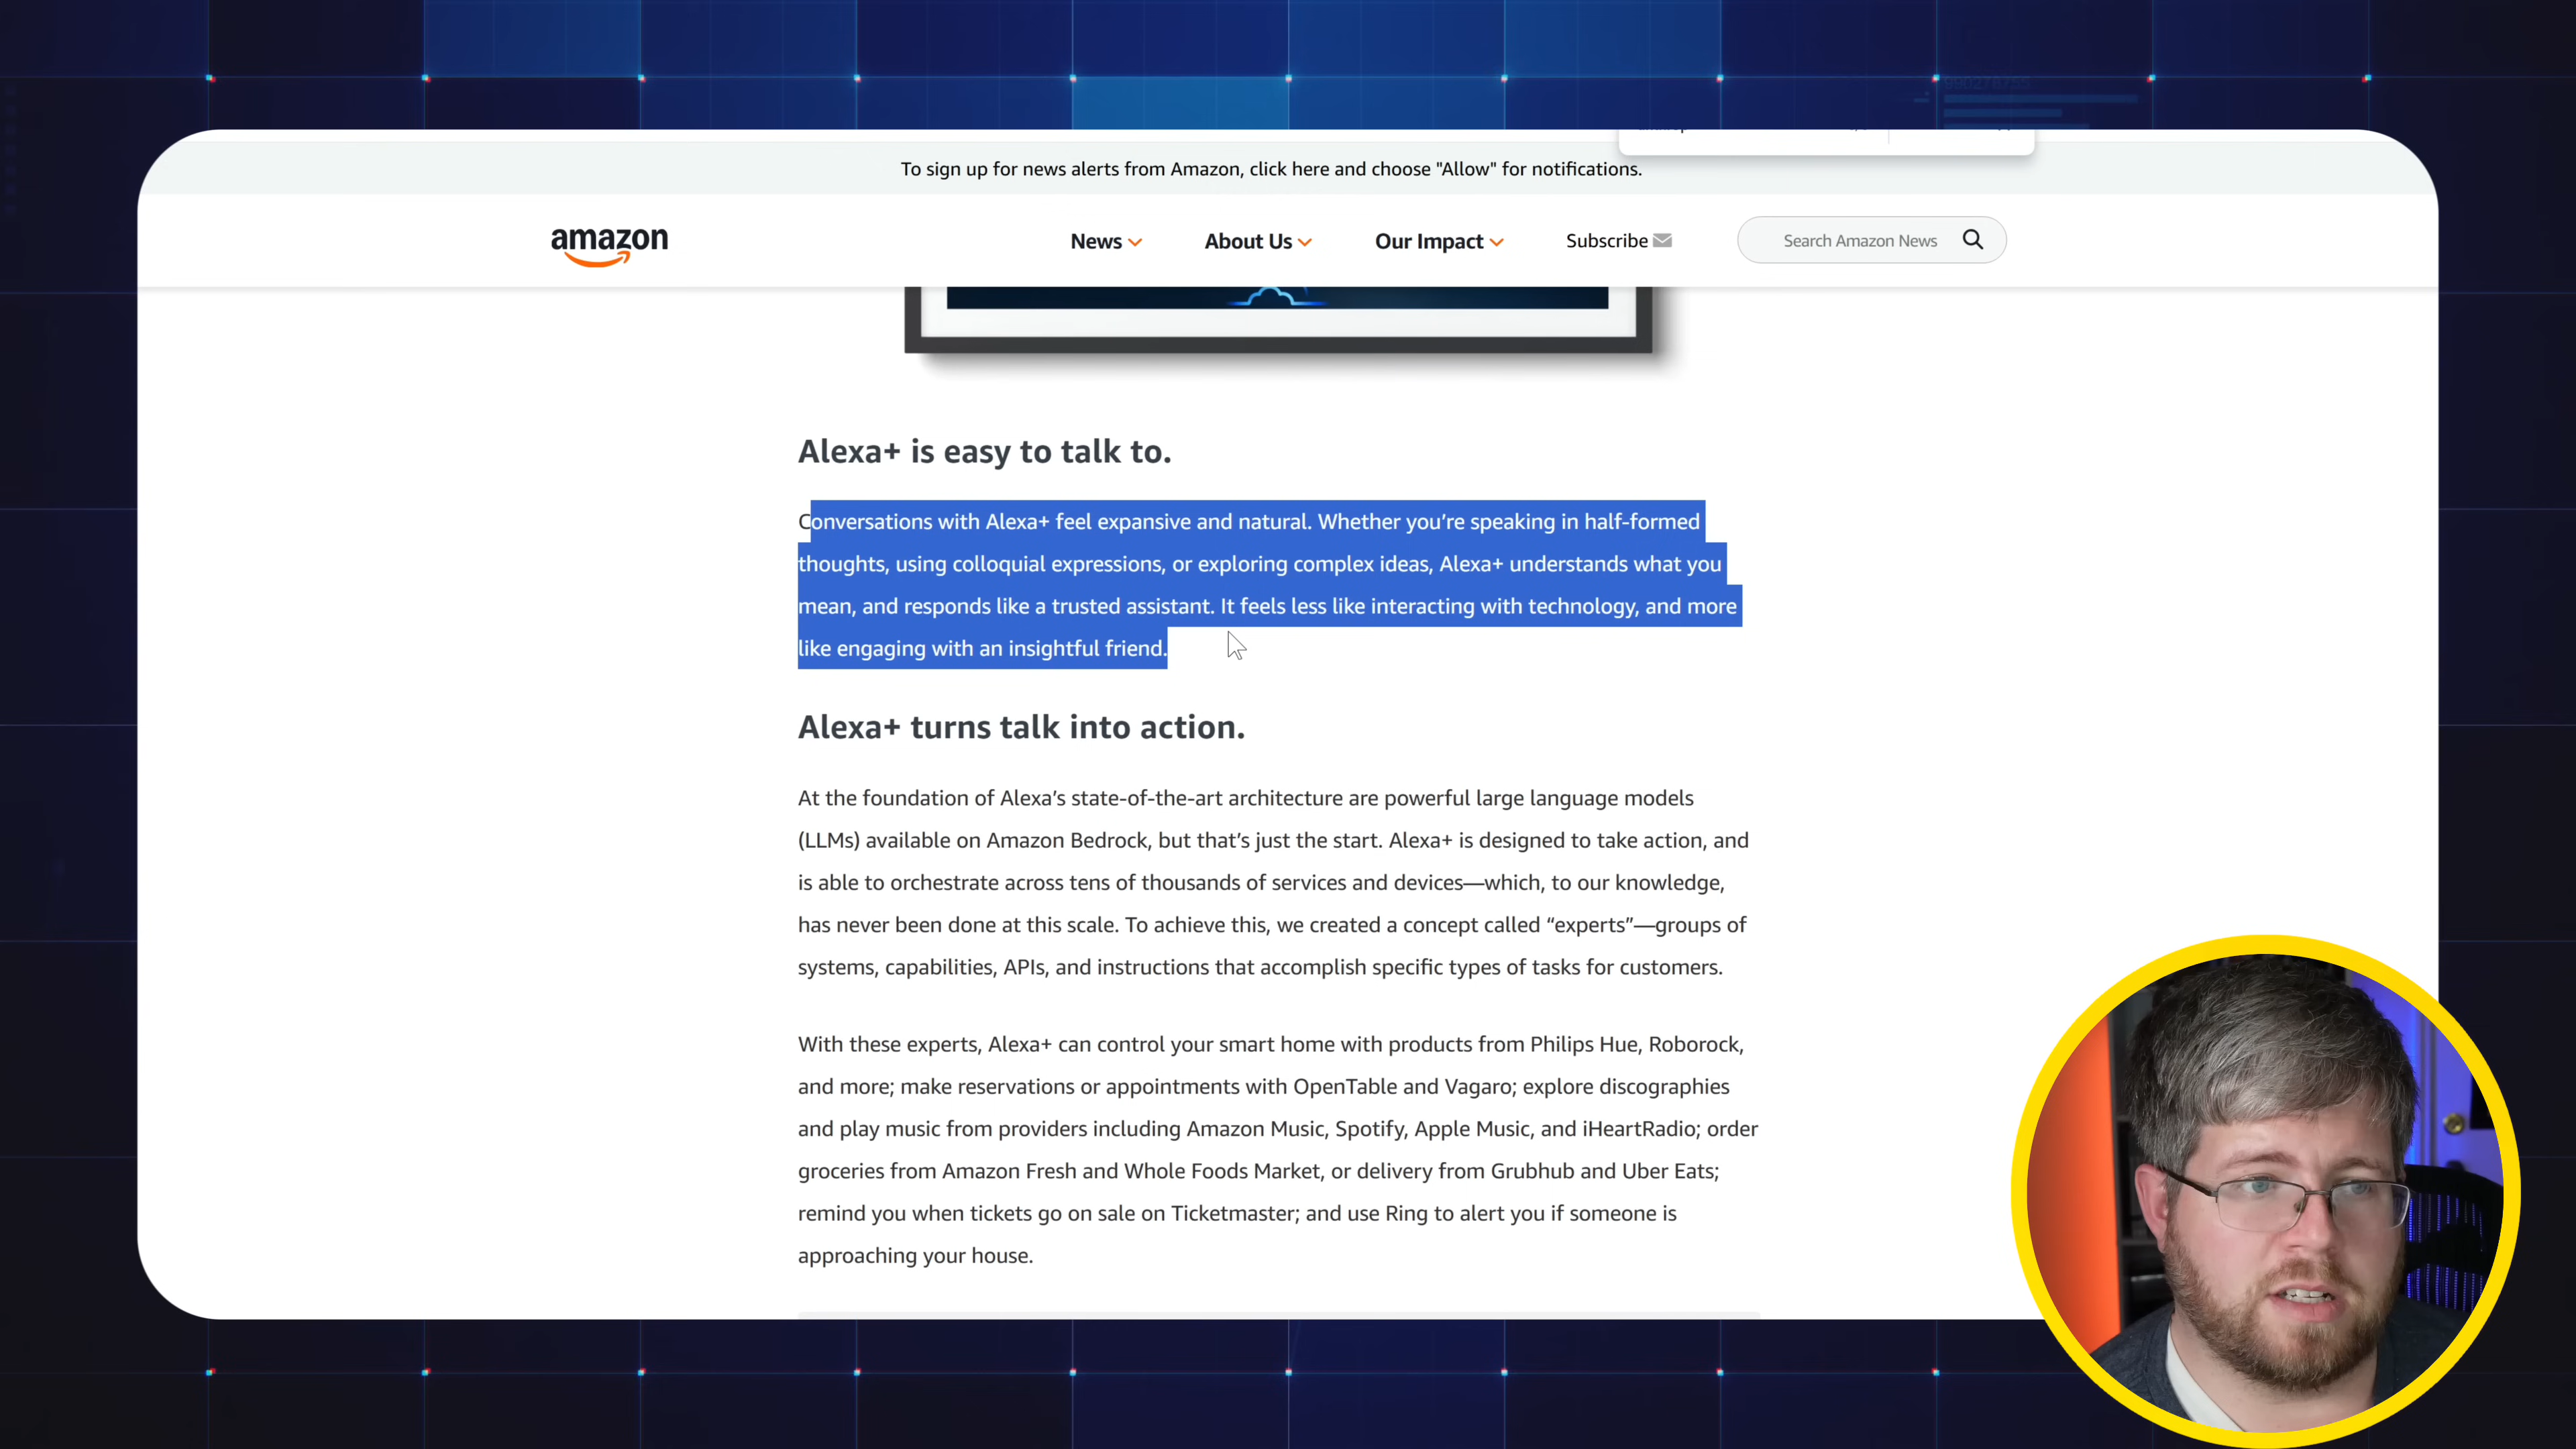 To sign up for news alerts from Amazon, click here and choose "Allow" for notifications.
amazon
News
About Us
Our Impact
Subscribe
Search Amazon News
Alexa+ is easy to talk to.
Conversations with Alexa+ feel expansive and natural. Whether you’re speaking in half-formed
thoughts, using colloquial expressions, or exploring complex ideas, Alexa+ understands what you
mean, and responds like a trusted assistant. It feels less like interacting with technology, and more
like engaging with an insightful friend.
Alexa+ turns talk into action.
At the foundation of Alexa’s state-of-the-art architecture are powerful large language models
(LLMs) available on Amazon Bedrock, but that’s just the start. Alexa+ is designed to take action, and
is able to orchestrate across tens of thousands of services and devices—which, to our knowledge,
has never been done at this scale. To achieve this, we created a concept called “experts”—groups of
systems, capabilities, APIs, and instructions that accomplish specific types of tasks for customers.
With these experts, Alexa+ can control your smart home with products from Philips Hue, Roborock,
and more; make reservations or appointments with OpenTable and Vagaro; explore discographies
and play music from providers including Amazon Music, Spotify, Apple Music, and iHeartRadio; order
groceries from Amazon Fresh and Whole Foods Market, or delivery from Grubhub and Uber Eats;
remind you when tickets go on sale on Ticketmaster; and use Ring to alert you if someone is
approaching your house.